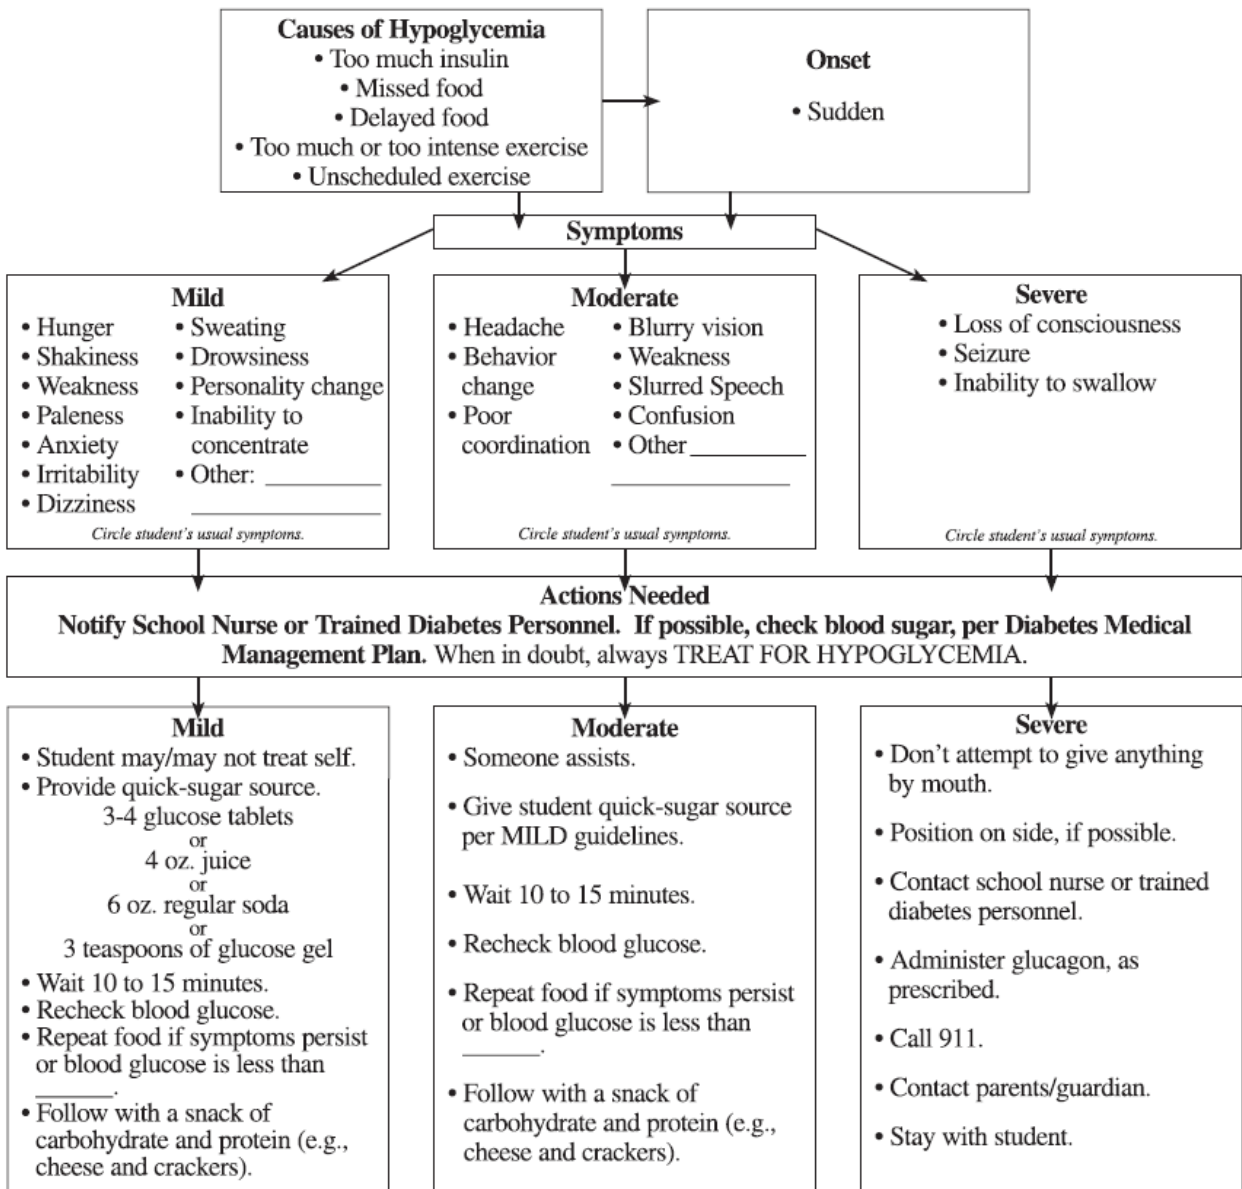 Causes of Hypoglycemia
• Too much insulin
• Missed food
• Delayed food
• Too much or too intense exercise
• Unscheduled exercise
Onset
• Sudden
Symptoms
Mild
• Hunger
• Shakiness
• Weakness
• Paleness
• Anxiety
• Irritability
• Dizziness
• Sweating
• Drowsiness
• Personality change
• Inability to
concentrate
• Other: __________
_______________
Circle student's usual symptoms.
Moderate
• Headache
• Behavior
change
• Poor
coordination
• Blurry vision
• Weakness
• Slurred Speech
• Confusion
• Other __________
_______________
Circle student's usual symptoms.
Severe
• Loss of consciousness
• Seizure
• Inability to swallow
Circle student's usual symptoms.
Actions Needed
Notify School Nurse or Trained Diabetes Personnel. If possible, check blood sugar, per Diabetes Medical
Management Plan. When in doubt, always TREAT FOR HYPOGLYCEMIA.
Mild
• Student may/may not treat self.
• Provide quick-sugar source.
3-4 glucose tablets
or
4 oz. juice
or
6 oz. regular soda
or
3 teaspoons of glucose gel
• Wait 10 to 15 minutes.
• Recheck blood glucose.
• Repeat food if symptoms persist
or blood glucose is less than
______.
• Follow with a snack of
carbohydrate and protein (e.g.,
cheese and crackers).
Moderate
• Someone assists.
• Give student quick-sugar source
per MILD guidelines.
• Wait 10 to 15 minutes.
• Recheck blood glucose.
• Repeat food if symptoms persist
or blood glucose is less than
______.
• Follow with a snack of
carbohydrate and protein (e.g.,
cheese and crackers).
Severe
• Don't attempt to give anything
by mouth.
• Position on side, if possible.
• Contact school nurse or trained
diabetes personnel.
• Administer glucagon, as
prescribed.
• Call 911.
• Contact parents/guardian.
• Stay with student.